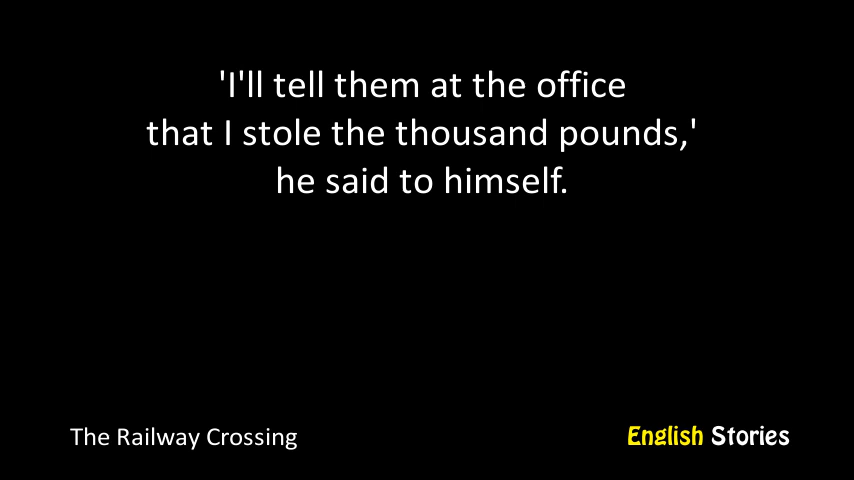 'I'll tell them at the office
that I stole the thousand pounds,'
he said to himself.
The Railway Crossing
English Stories